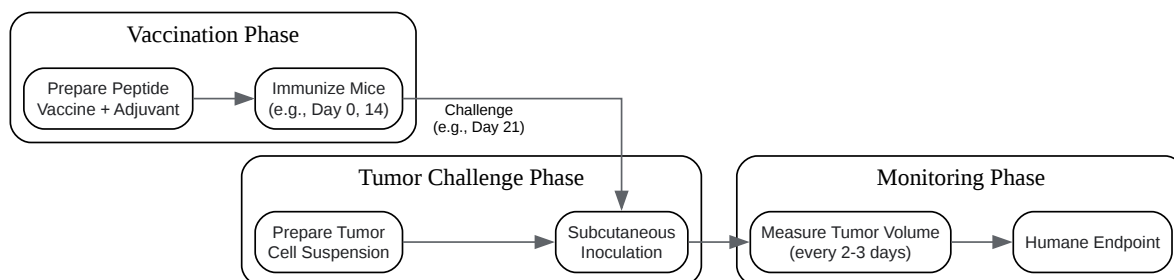 Vaccination Phase
Prepare Peptide
Vaccine + Adjuvant
Immunize Mice
(e.g., Day 0, 14)
Challenge
(e.g., Day 21)
Tumor Challenge Phase
Prepare Tumor
Cell Suspension
Subcutaneous
Inoculation
Monitoring Phase
Measure Tumor Volume
(every 2-3 days)
Humane Endpoint